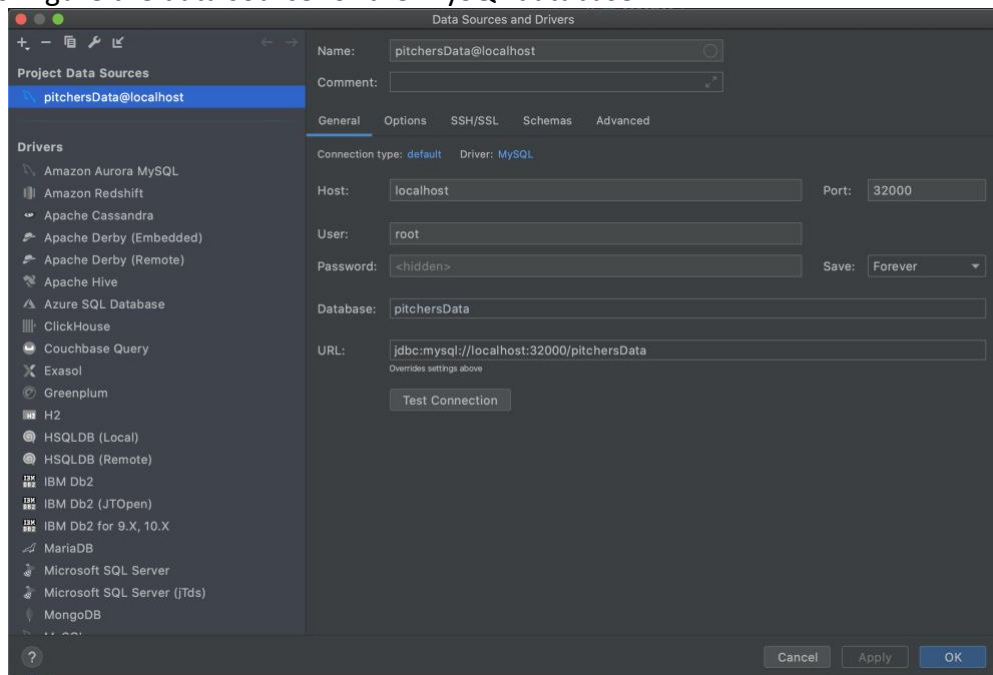 Data Sources and Drivers
Project Data Sources
pitchersData@localhost
Drivers
Amazon Aurora MySQL
Amazon Redshift
Apache Cassandra
Apache Derby (Embedded)
Apache Derby (Remote)
Apache Hive
Azure SQL Database
ClickHouse
Couchbase Query
Exasol
Greenplum
H2
HSQLDB (Local)
HSQLDB (Remote)
IBM Db2
IBM Db2 (JTOpen)
IBM Db2 for 9.X, 10.X
MariaDB
Microsoft SQL Server
Microsoft SQL Server (jTds)
MongoDB
Name: pitchersData@localhost
Comment:
General Options SSH/SSL Schemas Advanced
Connection type: default Driver: MySQL
Host: localhost Port: 32000
User: root
Password: <hidden> Save: Forever
Database: pitchersData
URL: jdbc:mysql://localhost:32000/pitchersData
Overrides settings above
Test Connection
? Cancel Apply OK